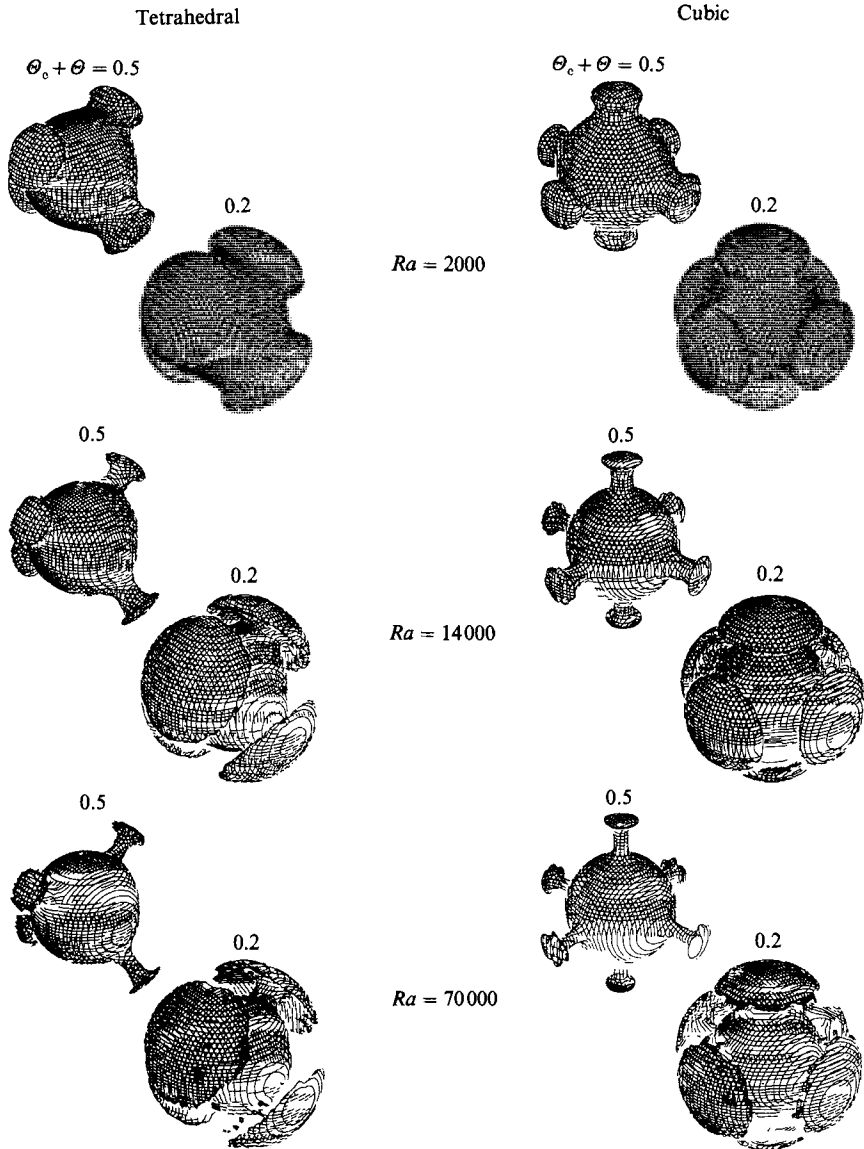 Tetrahedral
Cubic
Θc + Θ = 0.5
Θc + Θ = 0.5
0.2
0.2
Ra = 2000
0.5
0.5
0.2
0.2
Ra = 14000
0.5
0.5
0.2
0.2
Ra = 70000